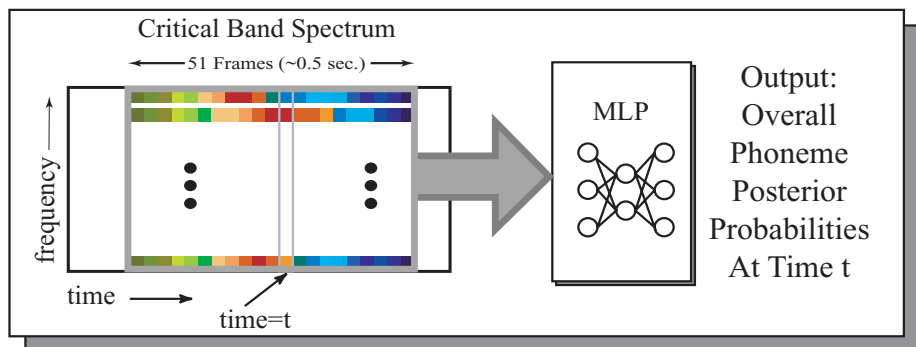 Critical Band Spectrum
51 Frames (~0.5 sec.)
frequency
time
time=t
MLP
Output:
Overall
Phoneme
Posterior
Probabilities
At Time t